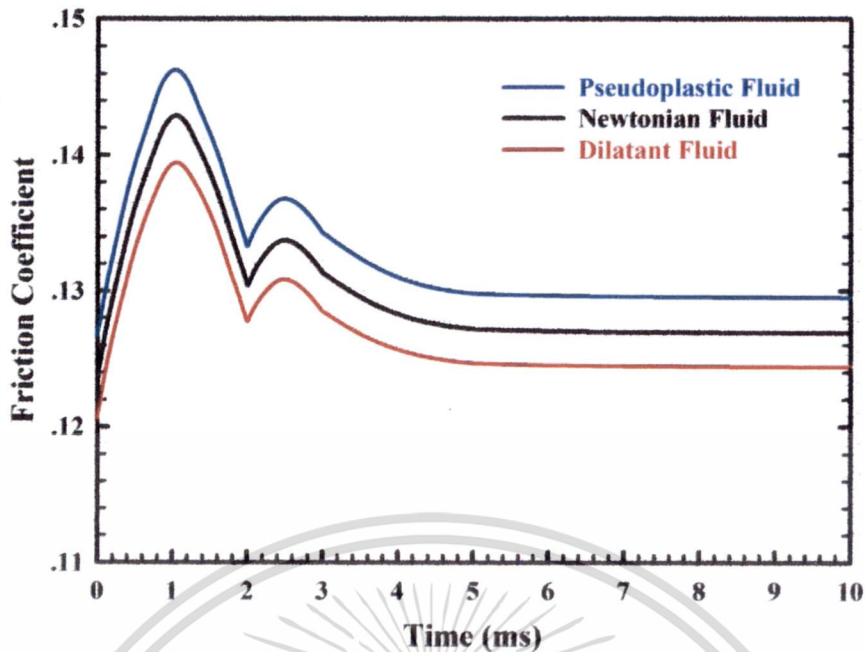 .15
.14
.13
.12
.11
Friction Coefficient
Pseudoplastic Fluid
Newtonian Fluid
Dilatant Fluid
0 1 2 3 4 5 6 7 8 9 10
Time (ms)